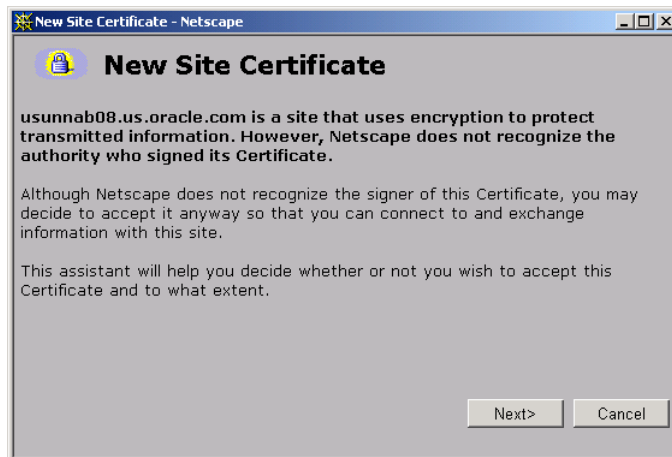 New Site Certificate - Netscape
New Site Certificate
usunnab08.us.oracle.com is a site that uses encryption to protect
transmitted information. However, Netscape does not recognize the
authority who signed its Certificate.
Although Netscape does not recognize the signer of this Certificate, you may
decide to accept it anyway so that you can connect to and exchange
information with this site.
This assistant will help you decide whether or not you wish to accept this
Certificate and to what extent.
Next> Cancel